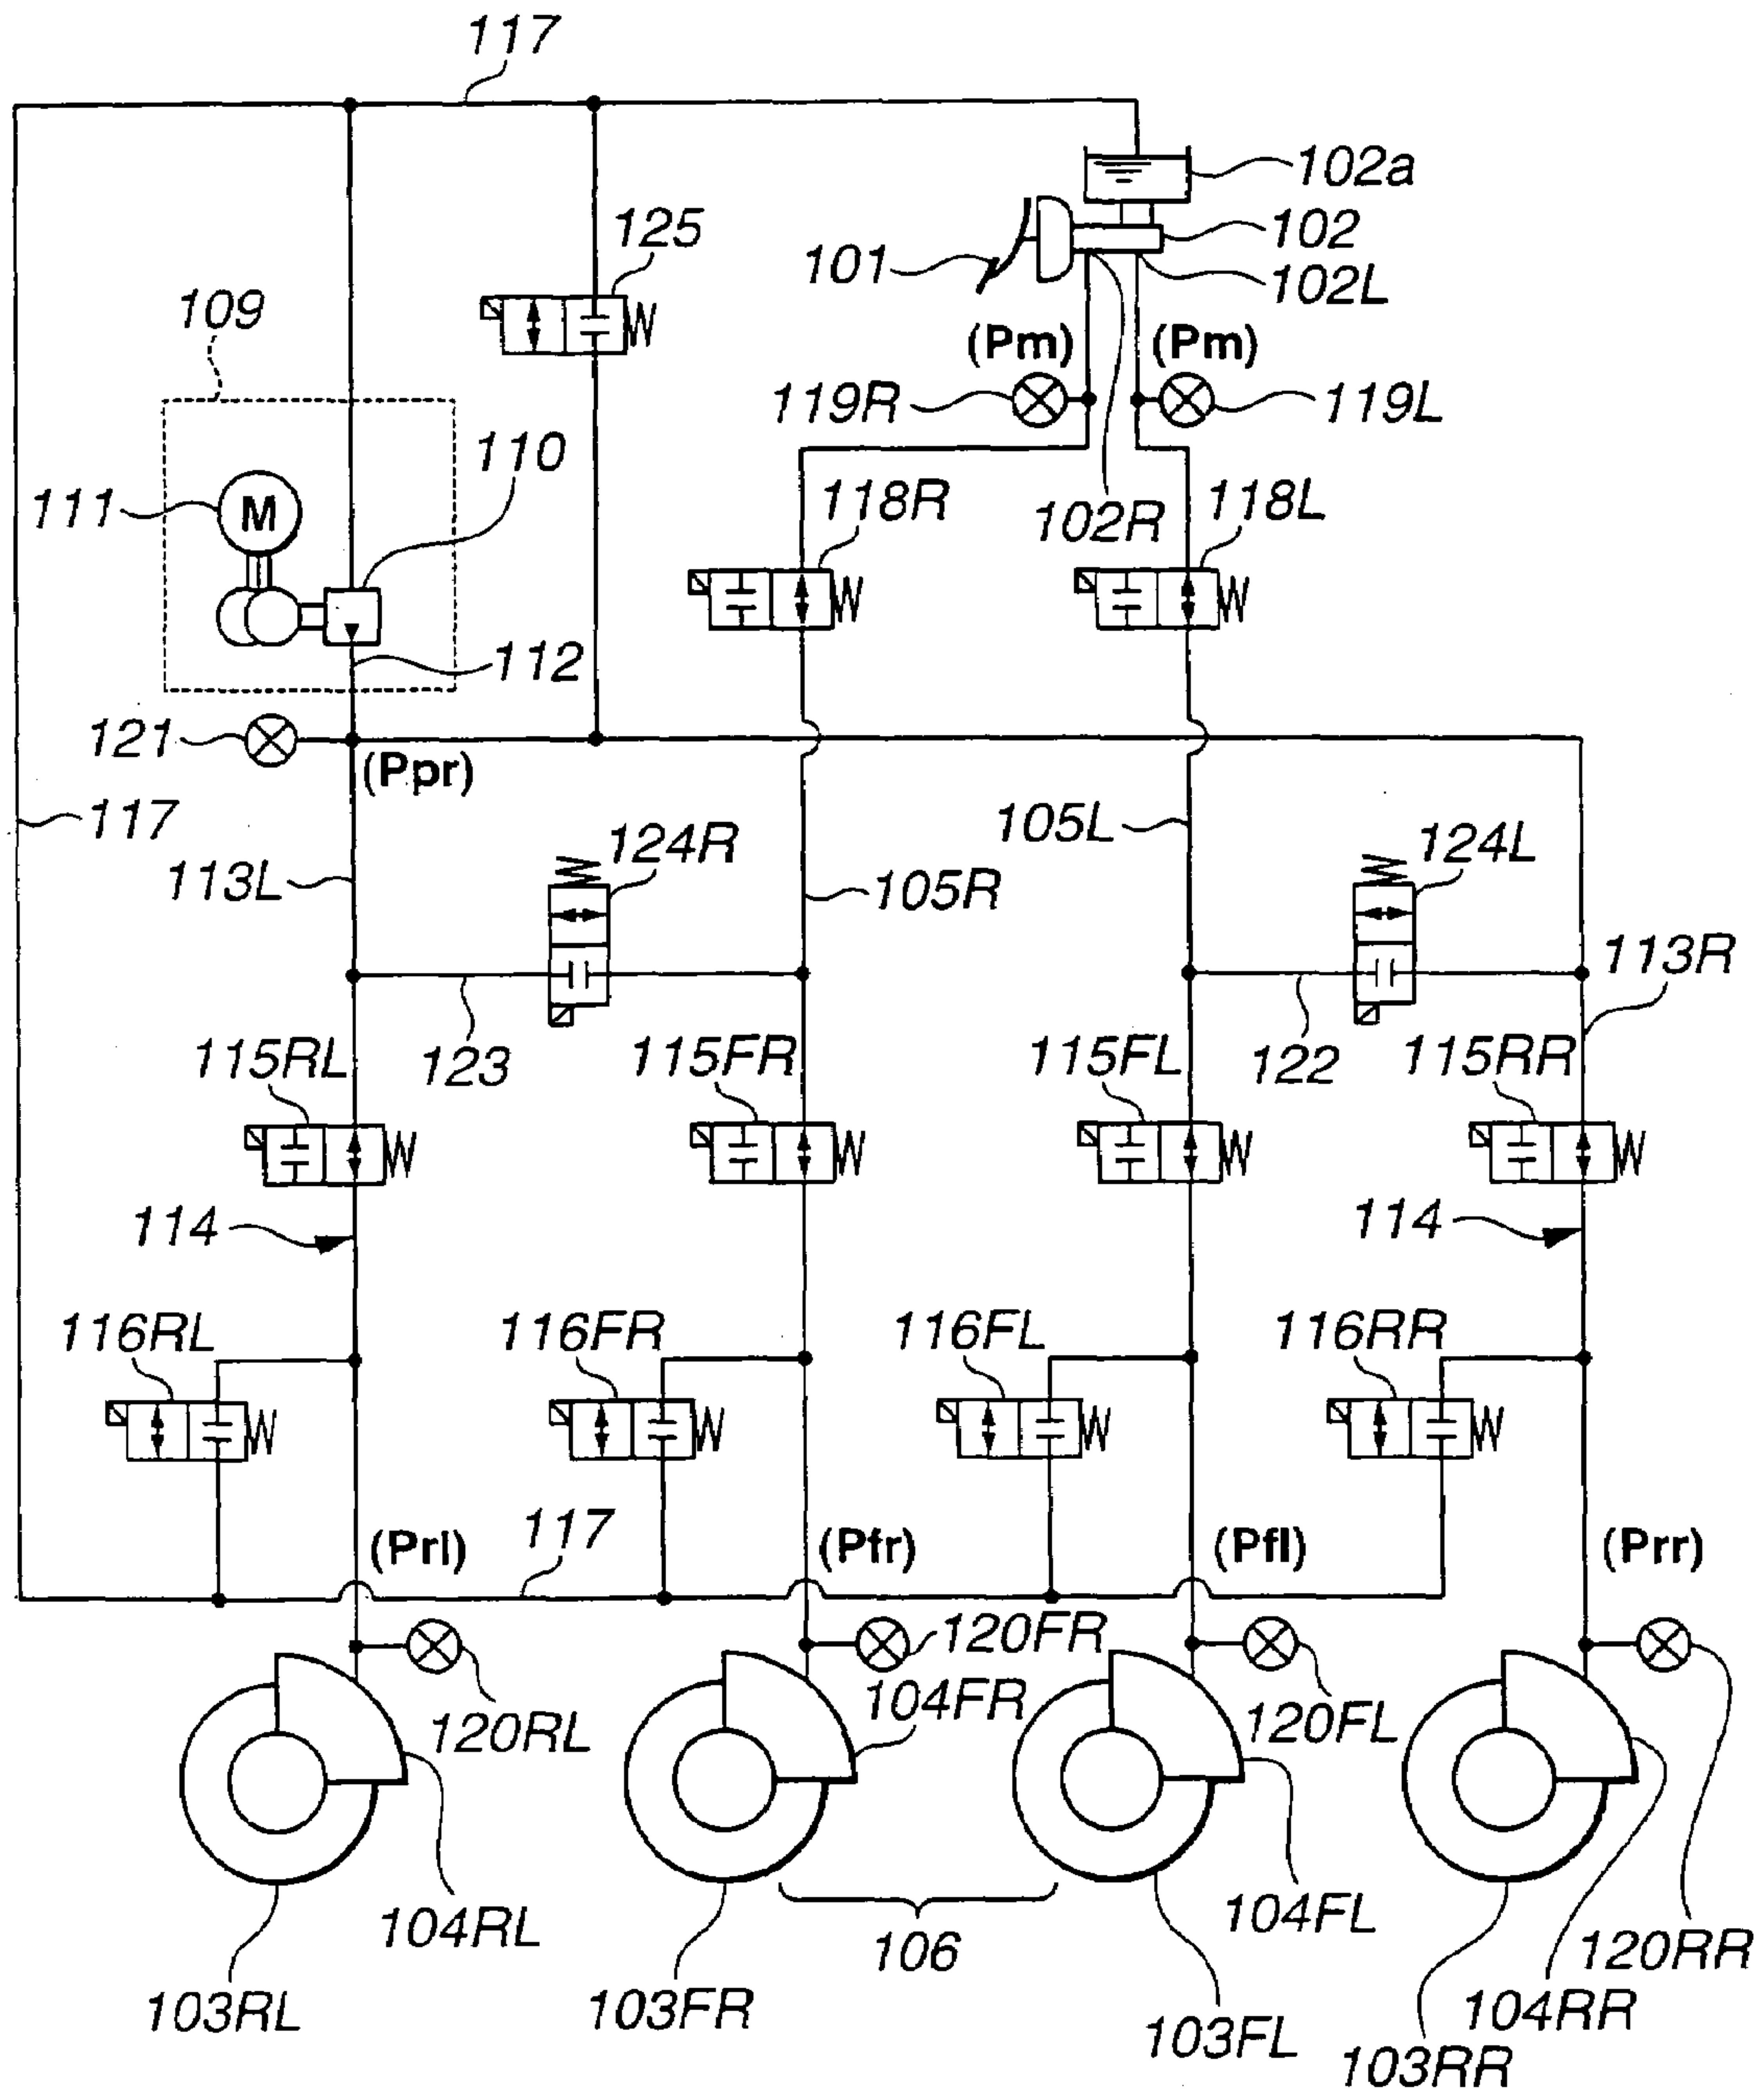 117
102a
125
102
101
102L
109
(Pm)
(Pm)
119R
119L
110
111
M
118R
102R
118L
112
121
(Ppr)
117
105L
124R
124L
113L
105R
113R
115RL
123
115FR
115FL
122
115RR
114
114
116RL
116FR
116FL
116RR
(Prl)
117
(Pfr)
(Pfl)
(Prr)
120FR
104FR
120RL
120FL
104RL
106
104FL
120RR
103RL
103FR
104RR
103FL
103RR